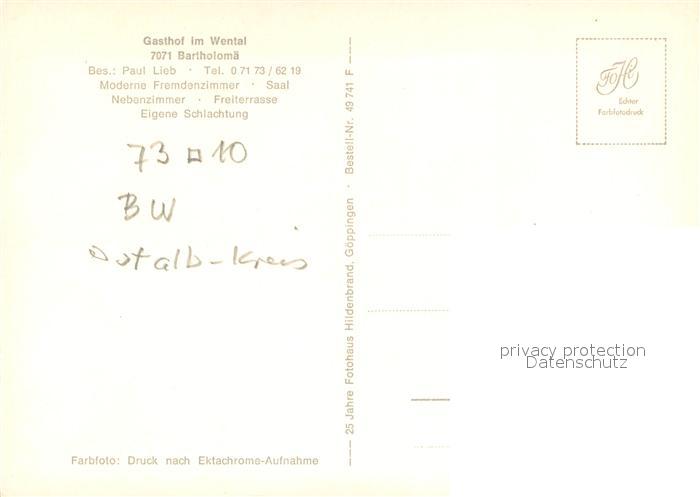 Gasthof im Wental
7071 Bartholomä
Bes.: Paul Lieb · Tel. 0 71 73 / 62 19
Moderne Fremdenzimmer · Saal
Nebenzimmer · Freiterrasse
Eigene Schlachtung
73 □ 10
BW
Ostalb-Kreis
Farbfoto: Druck nach Ektachrome-Aufnahme
25 Jahre Fotohaus Hildenbrand, Göppingen · Bestell-Nr. 49 741 F
FoHi
Echter
Farbfotodruck
privacy protection
Datenschutz